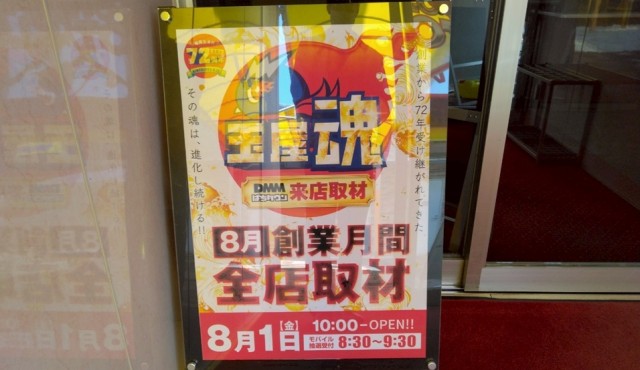 72
創業から72年受け継がれてきた
その魂は、進化し続ける!!
玉屋魂
DMM
ぱちタウン
来店取材
8月創業月間
全店取材
8月1日[金]
10:00-OPEN!!
モバイル
抽選受付
8:30~9:30